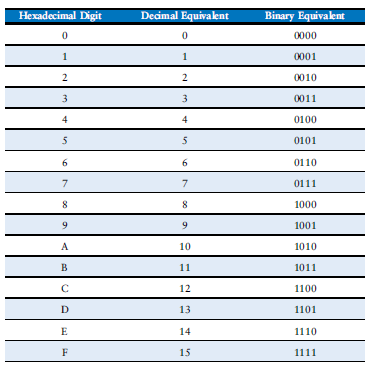 Hexadecimal Digit Decimal Equivalent Binary Equivalent
0 0 0000
1 1 0001
2 2 0010
3 3 0011
4 4 0100
5 5 0101
6 6 0110
7 7 0111
8 8 1000
9 9 1001
A 10 1010
B 11 1011
C 12 1100
D 13 1101
E 14 1110
F 15 1111